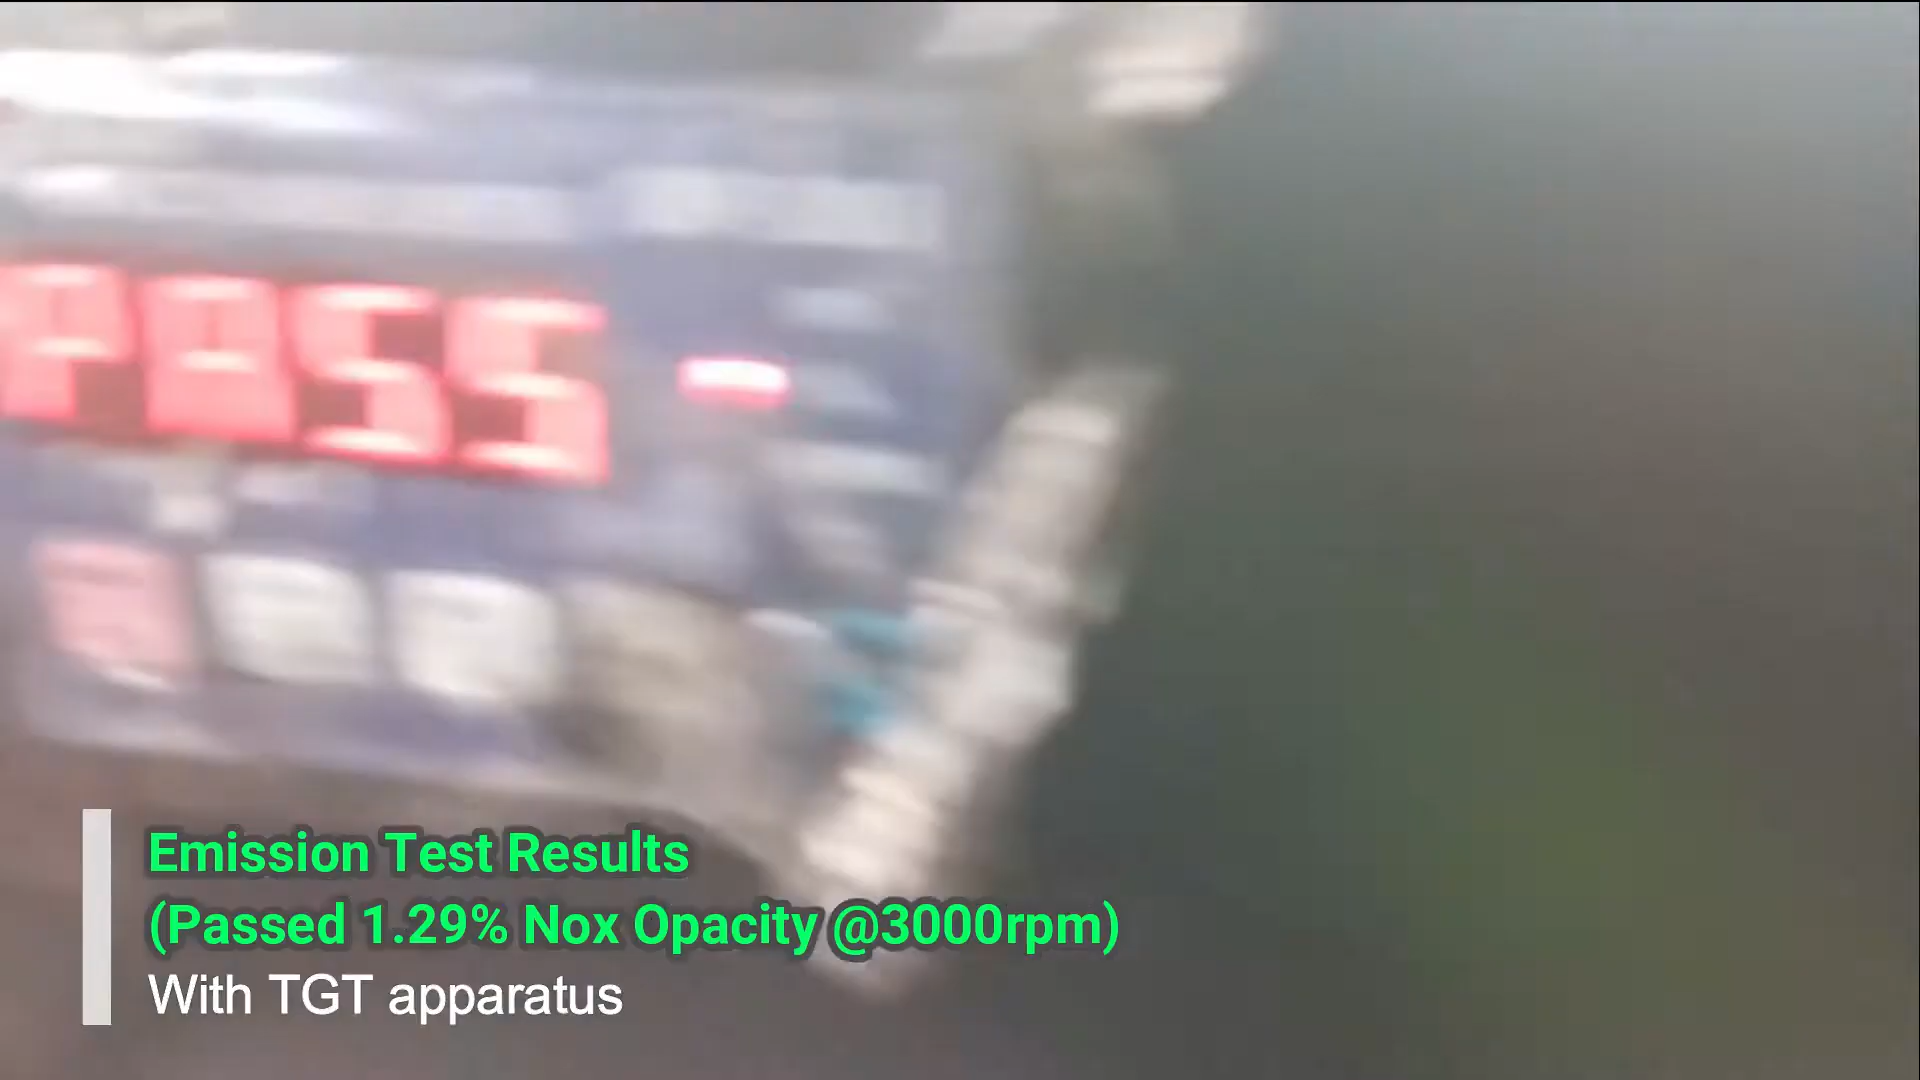 PASS
Emission Test Results
(Passed 1.29% Nox Opacity @3000rpm)
With TGT apparatus